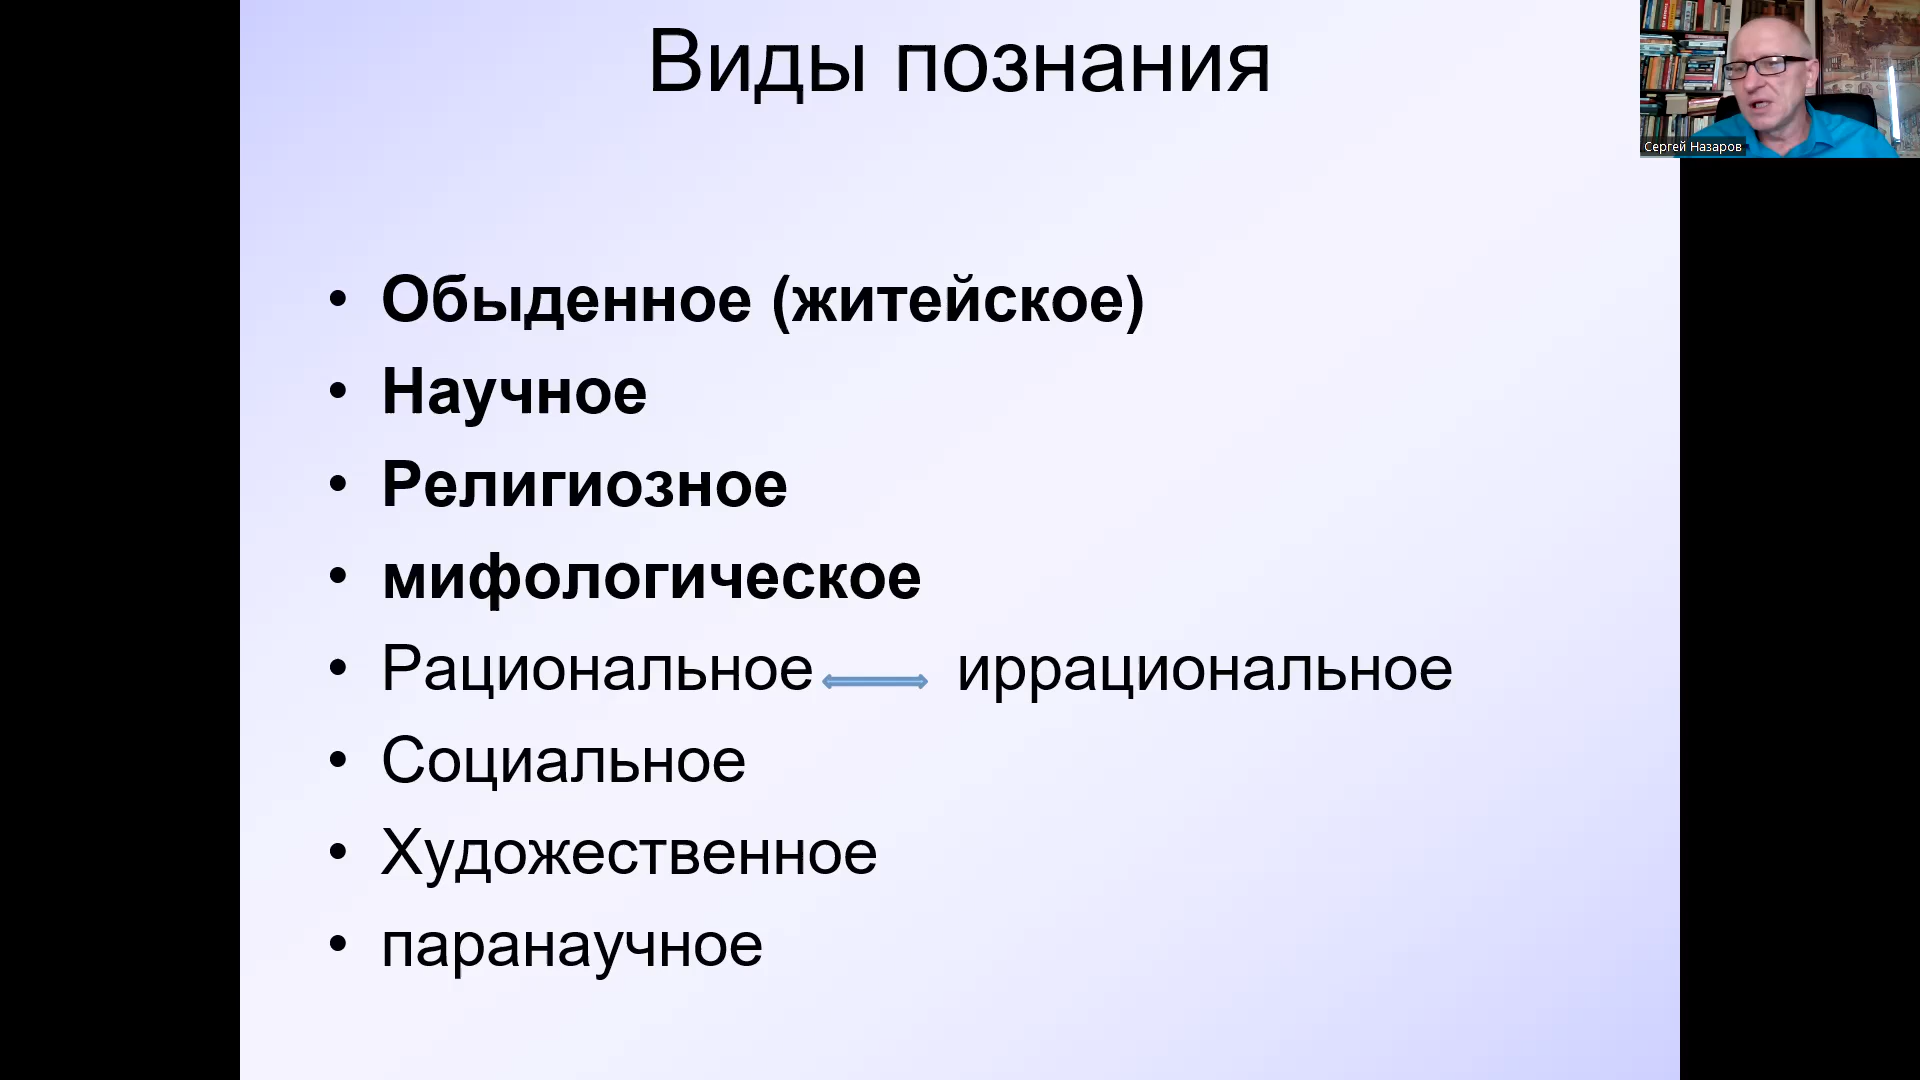 Виды познания
Сергей Назаров
• Обыденное (житейское)
• Научное
• Религиозное
• мифологическое
• Рациональное иррациональное
• Социальное
• Художественное
• паранаучное